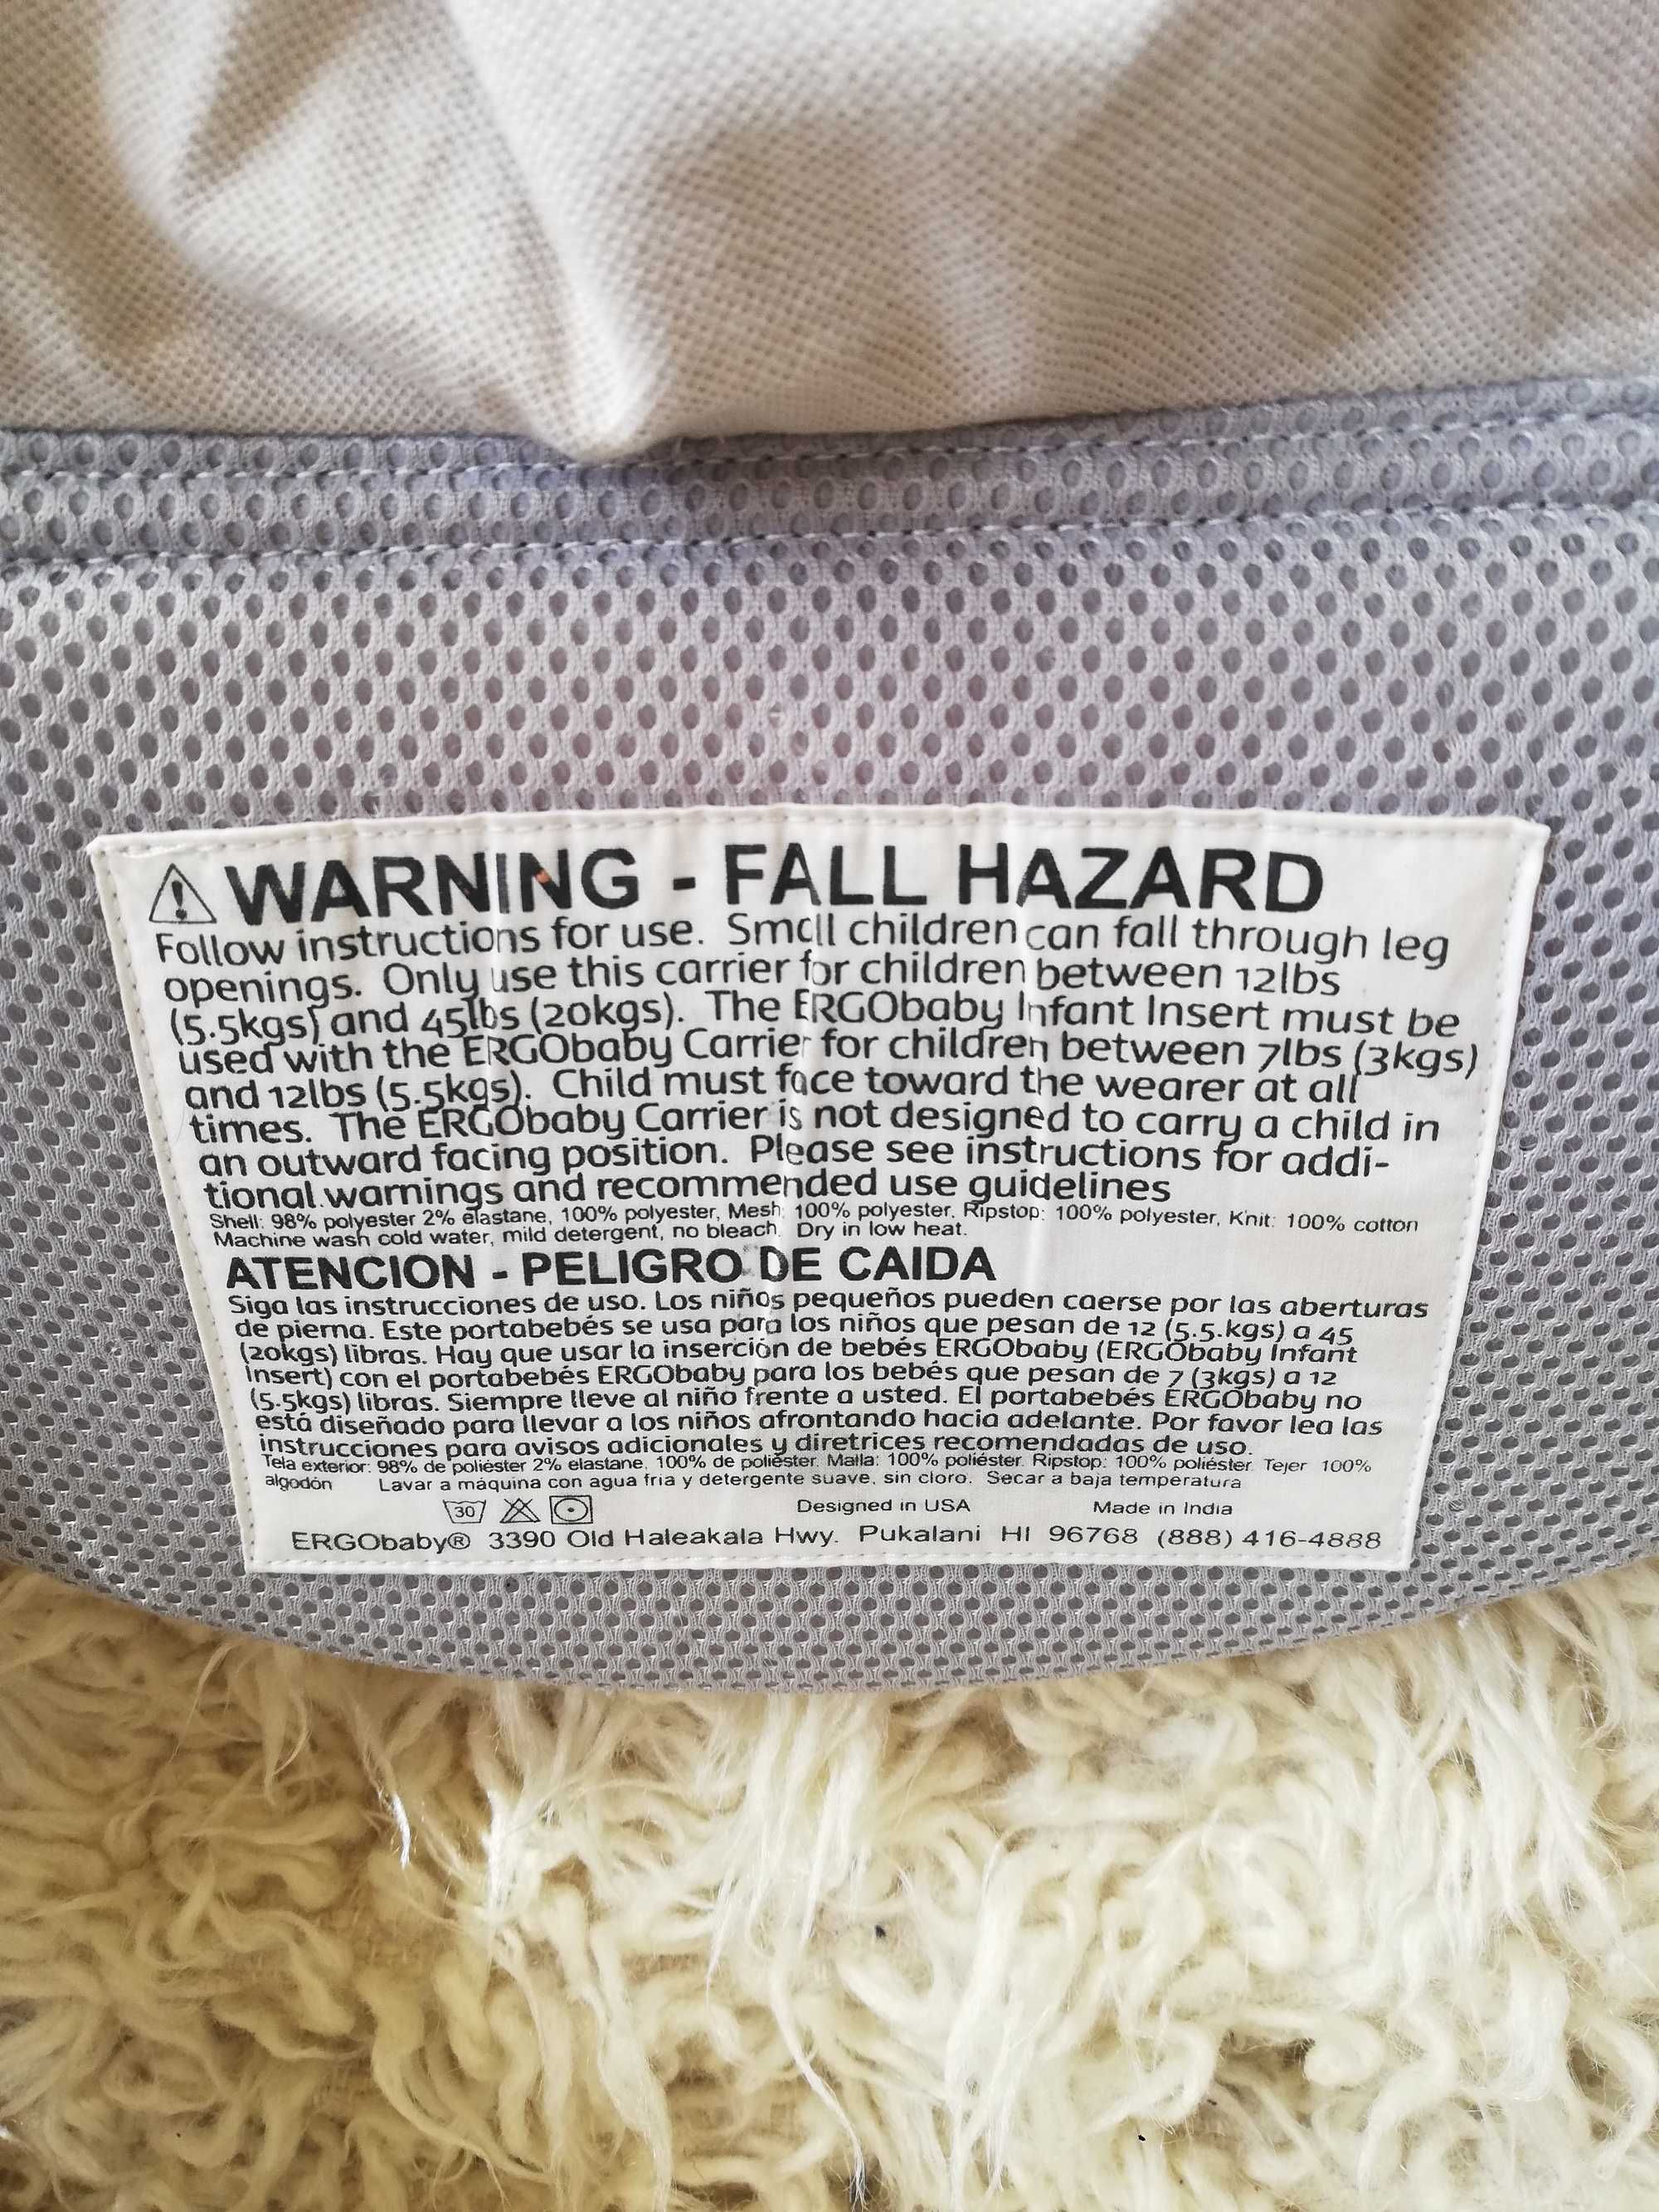 WARNING - FALL HAZARD
Follow instructions for use. Small children can fall through leg
openings. Only use this carrier for children between 12lbs
(5.5kgs) and 45lbs (20kgs). The ERGObaby Infant Insert must be
used with the ERGObaby Carrier for children between 7lbs (3kgs)
and 12lbs (5.5kgs). Child must face toward the wearer at all
times. The ERGObaby Carrier is not designed to carry a child in
an outward facing position. Please see instructions for addi-
tional warnings and recommended use guidelines
Shell: 98% polyester 2% elastane, 100% polyester, Mesh: 100% polyester, Ripstop: 100% polyester, Knit: 100% cotton
Machine wash cold water, mild detergent, no bleach. Dry in low heat.
ATENCION - PELIGRO DE CAIDA
Siga las instrucciones de uso. Los niños pequeños pueden caerse por las aberturas
de pierna. Este portabebés se usa para los niños que pesan de 12 (5.5.kgs) a 45
(20kgs) libras. Hay que usar la inserción de bebés ERGObaby (ERGObaby Infant
Insert) con el portabebés ERGObaby para los bebés que pesan de 7 (3kgs) a 12
(5.5kgs) libras. Siempre lleve al niño frente a usted. El portabebés ERGObaby no
está diseñado para llevar a los niños afrontando hacia adelante. Por favor lea las
instrucciones para avisos adicionales y diretrices recomendadas de uso.
Tela exterior: 98% de poliéster 2% elastane, 100% de poliéster. Malla: 100% poliéster. Ripstop: 100% poliéster. Tejer 100%
algodón Lavar a máquina con agua fria y detergente suave, sin cloro. Secar a baja temperatura
30 Designed in USA Made in India
ERGObaby® 3390 Old Haleakala Hwy. Pukalani HI 96768 (888) 416-4888